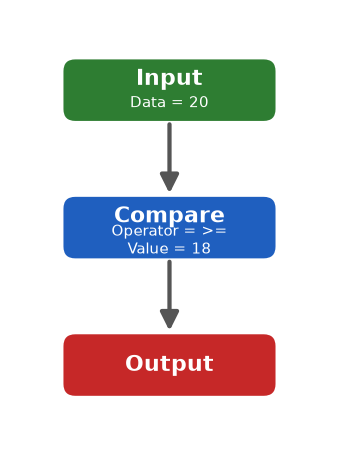 Input
Data = 20
Compare
Operator = >=
Value = 18
Output